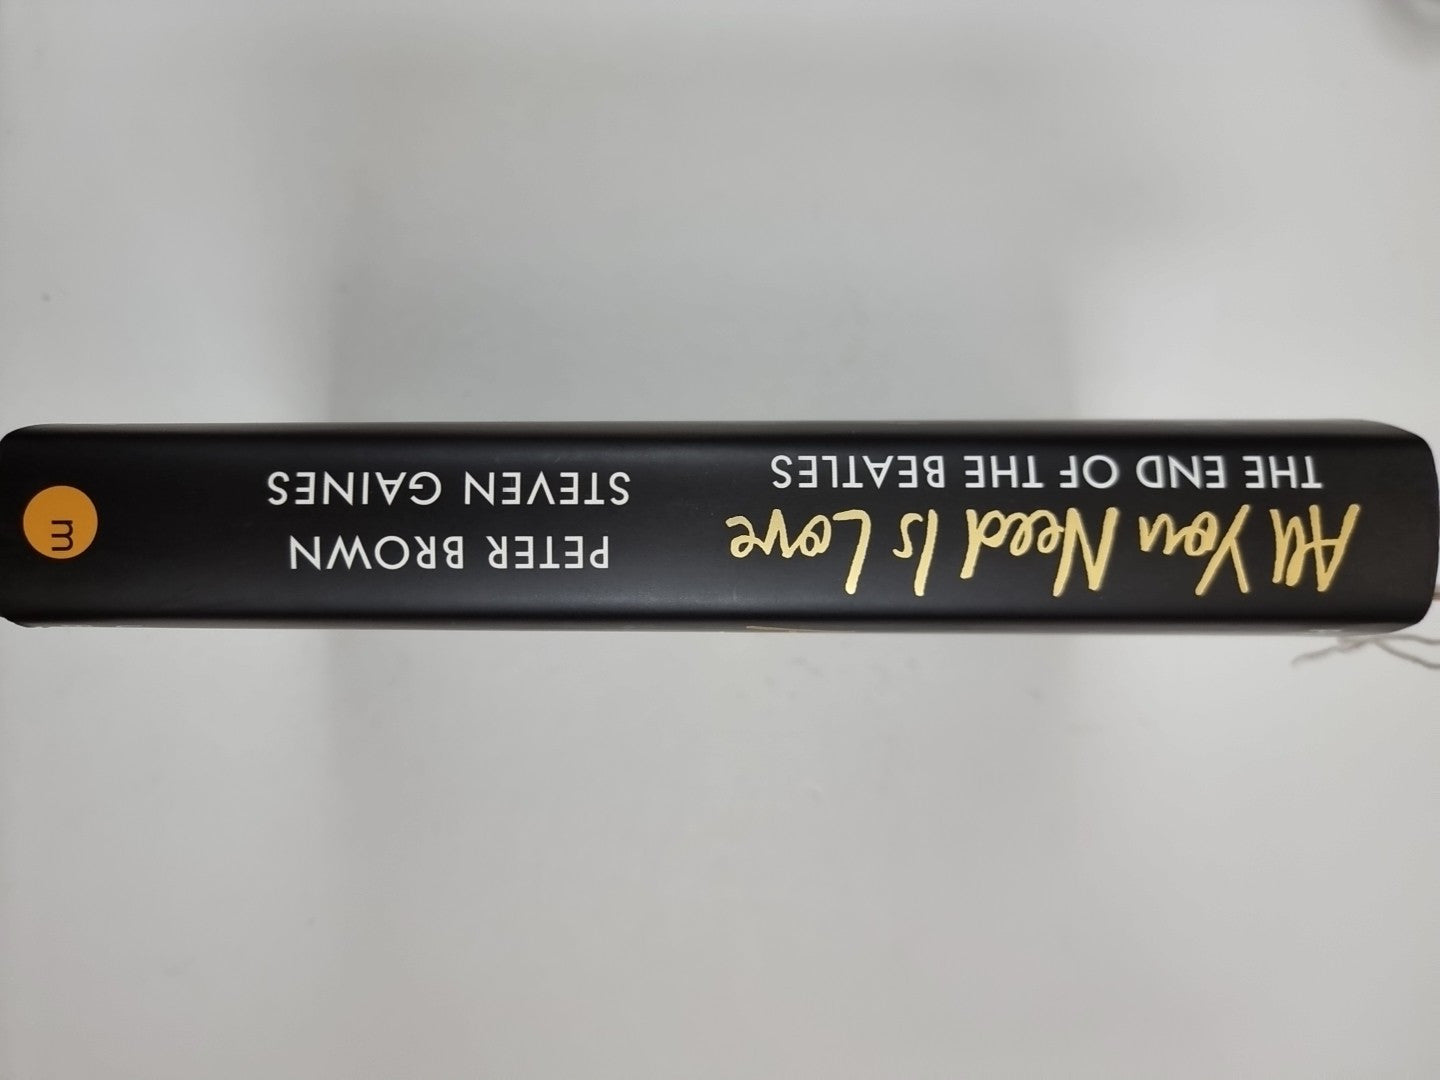 All You Need Is Love
THE END OF THE BEATLES
PETER BROWN
STEVEN GAINES
m